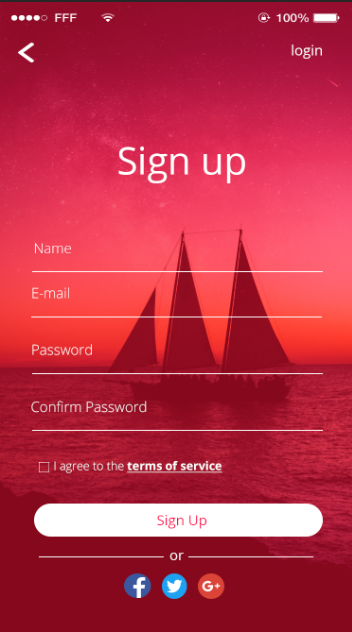 FFF 100%
login
Sign up
Name
E-mail
Password
Confirm Password
I agree to the terms of service
Sign Up
or
f G+